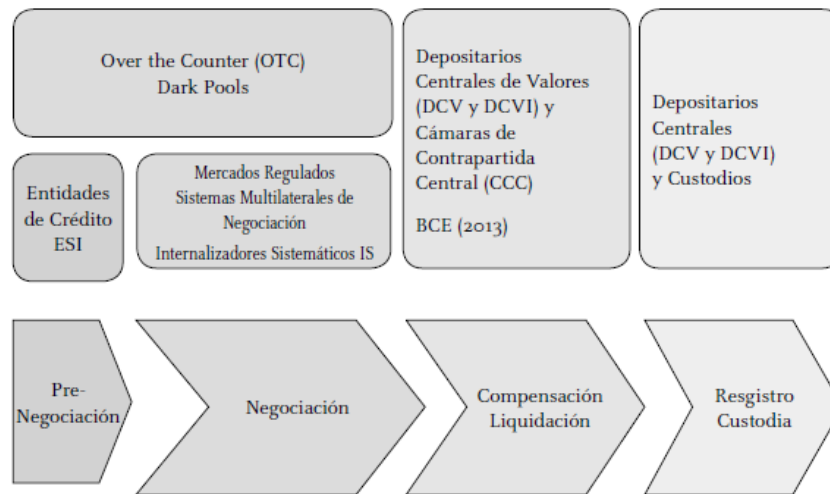 Over the Counter (OTC)
Dark Pools
Entidades
de Crédito
ESI
Mercados Regulados
Sistemas Multilaterales de
Negociación
Internalizadores Sistemáticos IS
Depositarios
Centrales de Valores
(DCV y DCVI) y
Cámaras de
Contrapartida
Central (CCC)
BCE (2013)
Depositarios
Centrales
(DCV y DCVI)
y Custodios
Pre-
Negociación
Negociación
Compensación
Liquidación
Resgistro
Custodia